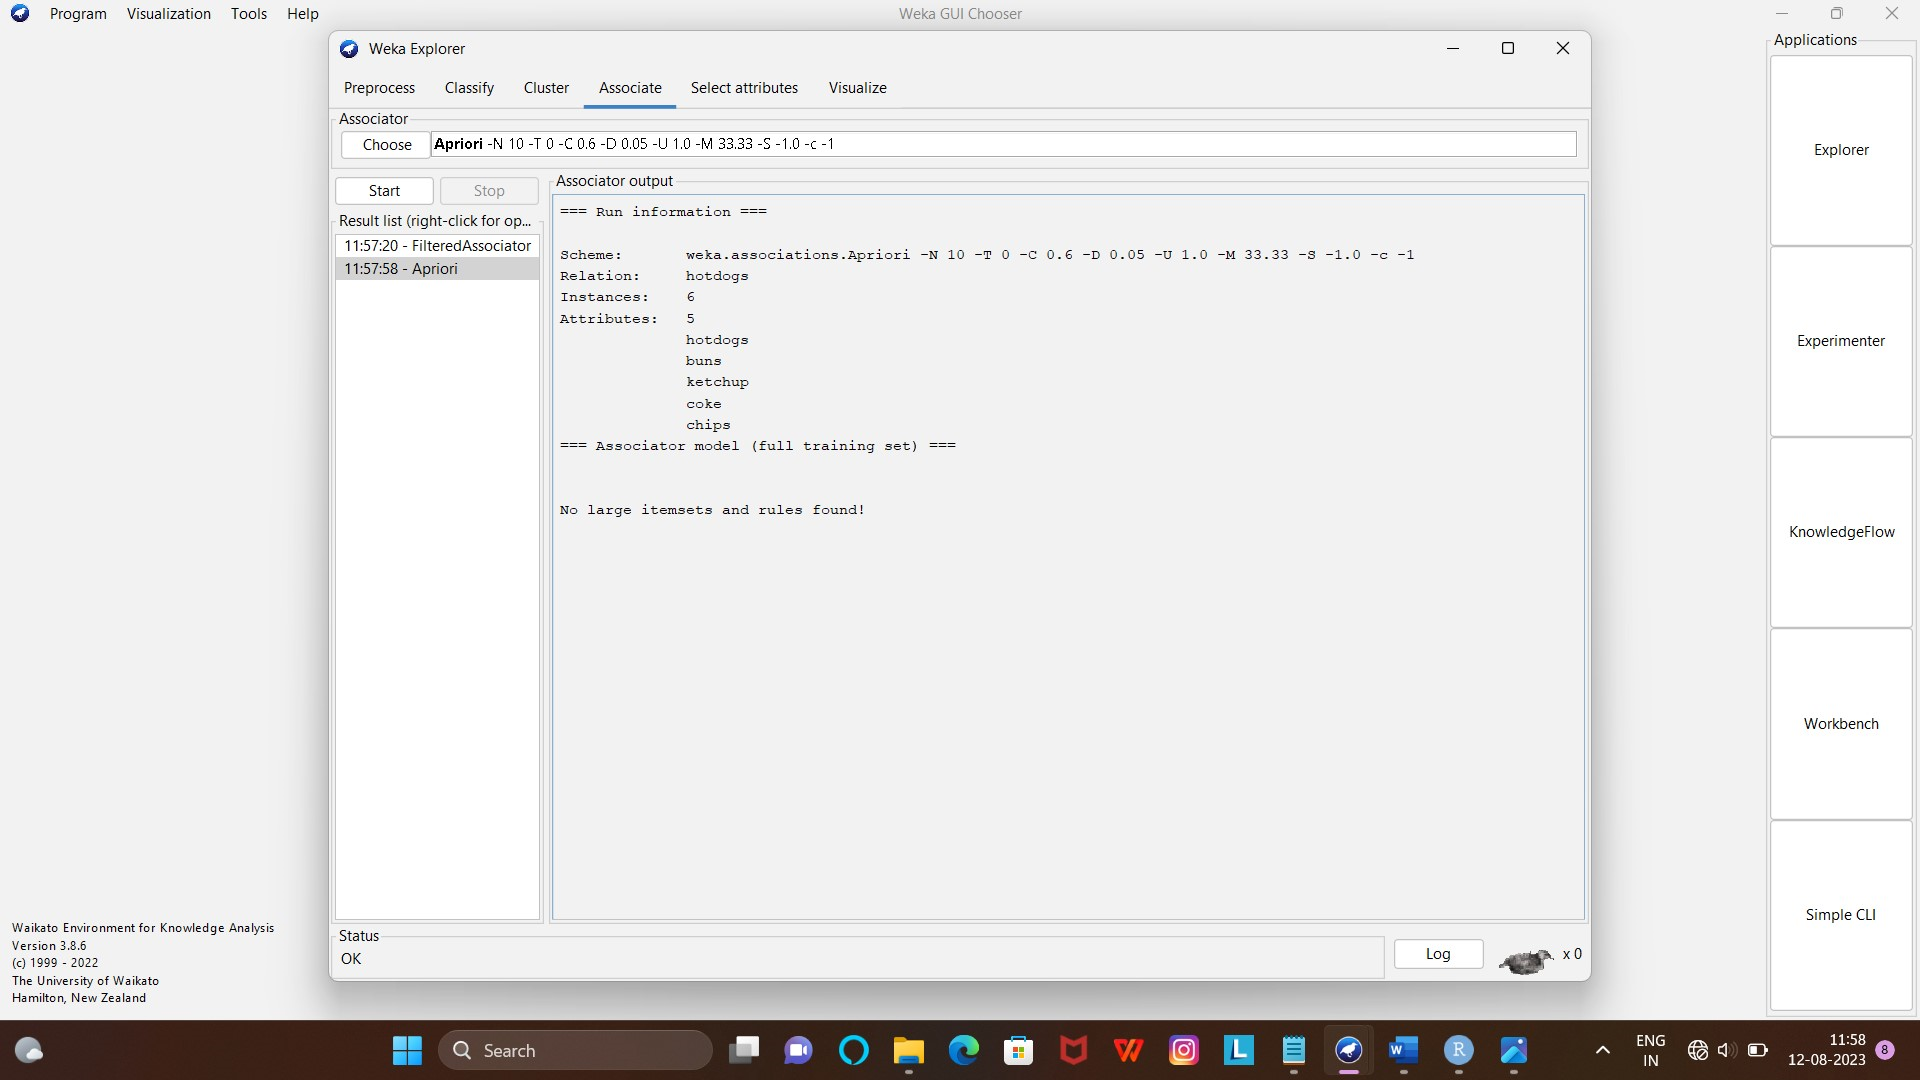 Program Visualization Tools Help
Weka GUI Chooser
Weka Explorer
Preprocess Classify Cluster Associate Select attributes Visualize
Associator
Choose Apriori -N 10 -T 0 -C 0.6 -D 0.05 -U 1.0 -M 33.33 -S -1.0 -c -1
Start Stop
Result list (right-click for op...
11:57:20 - FilteredAssociator
11:57:58 - Apriori
Associator output
=== Run information ===
Scheme: weka.associations.Apriori -N 10 -T 0 -C 0.6 -D 0.05 -U 1.0 -M 33.33 -S -1.0 -c -1
Relation: hotdogs
Instances: 6
Attributes: 5
hotdogs
buns
ketchup
coke
chips
=== Associator model (full training set) ===
No large itemsets and rules found!
Status
OK
Log
x 0
Applications
Explorer
Experimenter
KnowledgeFlow
Workbench
Simple CLI
Waikato Environment for Knowledge Analysis
Version 3.8.6
(c) 1999 - 2022
The University of Waikato
Hamilton, New Zealand
Search
W
L
W
R
ENG
IN
11:58
12-08-2023
8